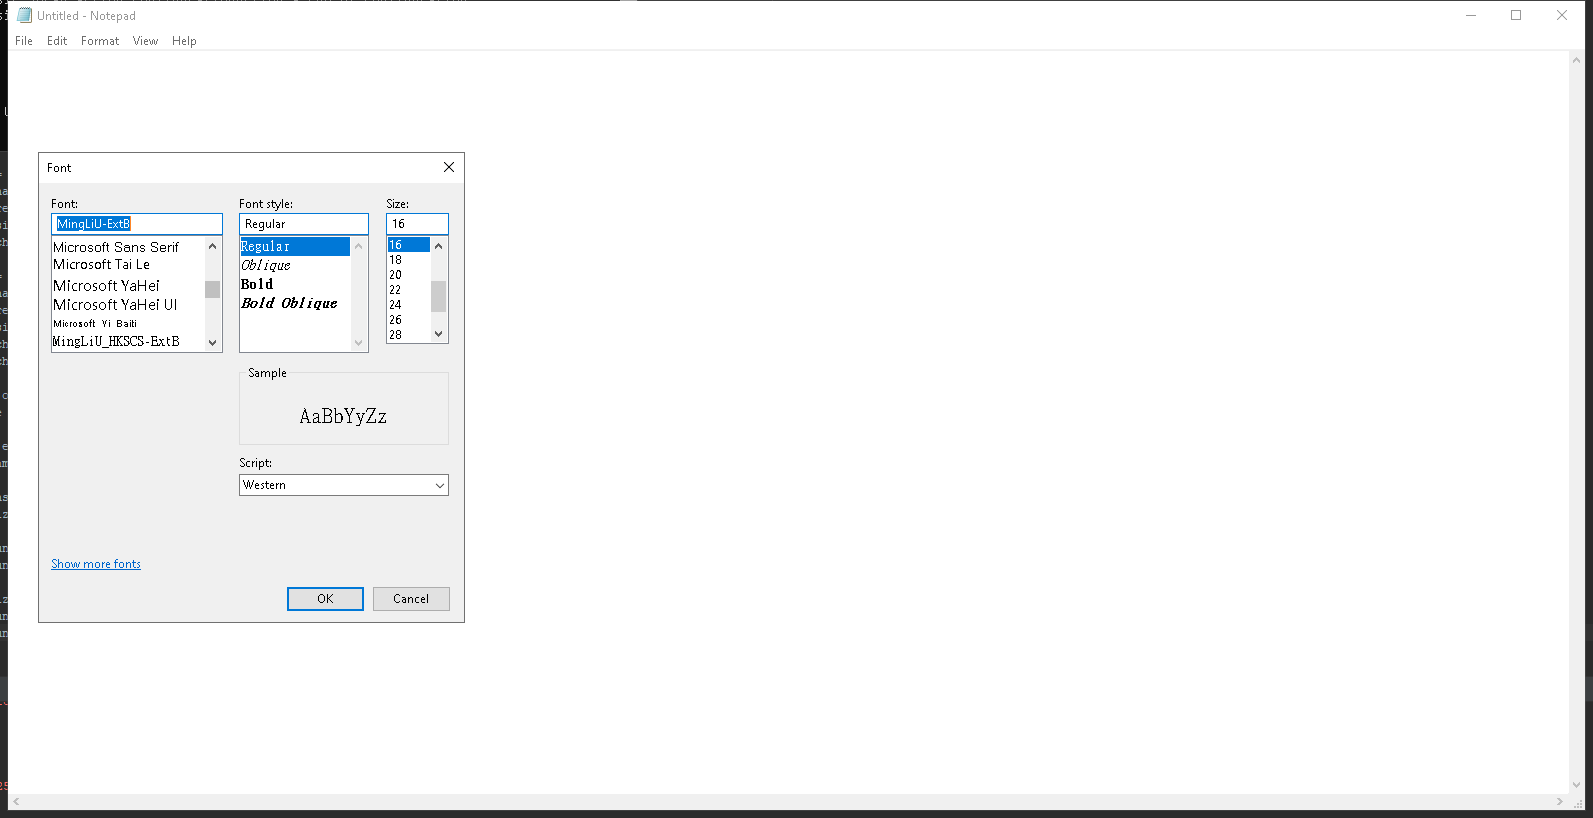 Untitled - Notepad
File Edit Format View Help
Font
Font: Font style: Size:
MingLiU-ExtB Regular 16
Microsoft Sans Serif Regular 16
Microsoft Tai Le Oblique 18
Microsoft YaHei Bold 20
Microsoft YaHei UI Bold Oblique 22
Microsoft Yi Baiti 24
MingLiU_HKSCS-ExtB 26
28
Sample
AaBbYyZz
Script:
Western
Show more fonts
OK Cancel